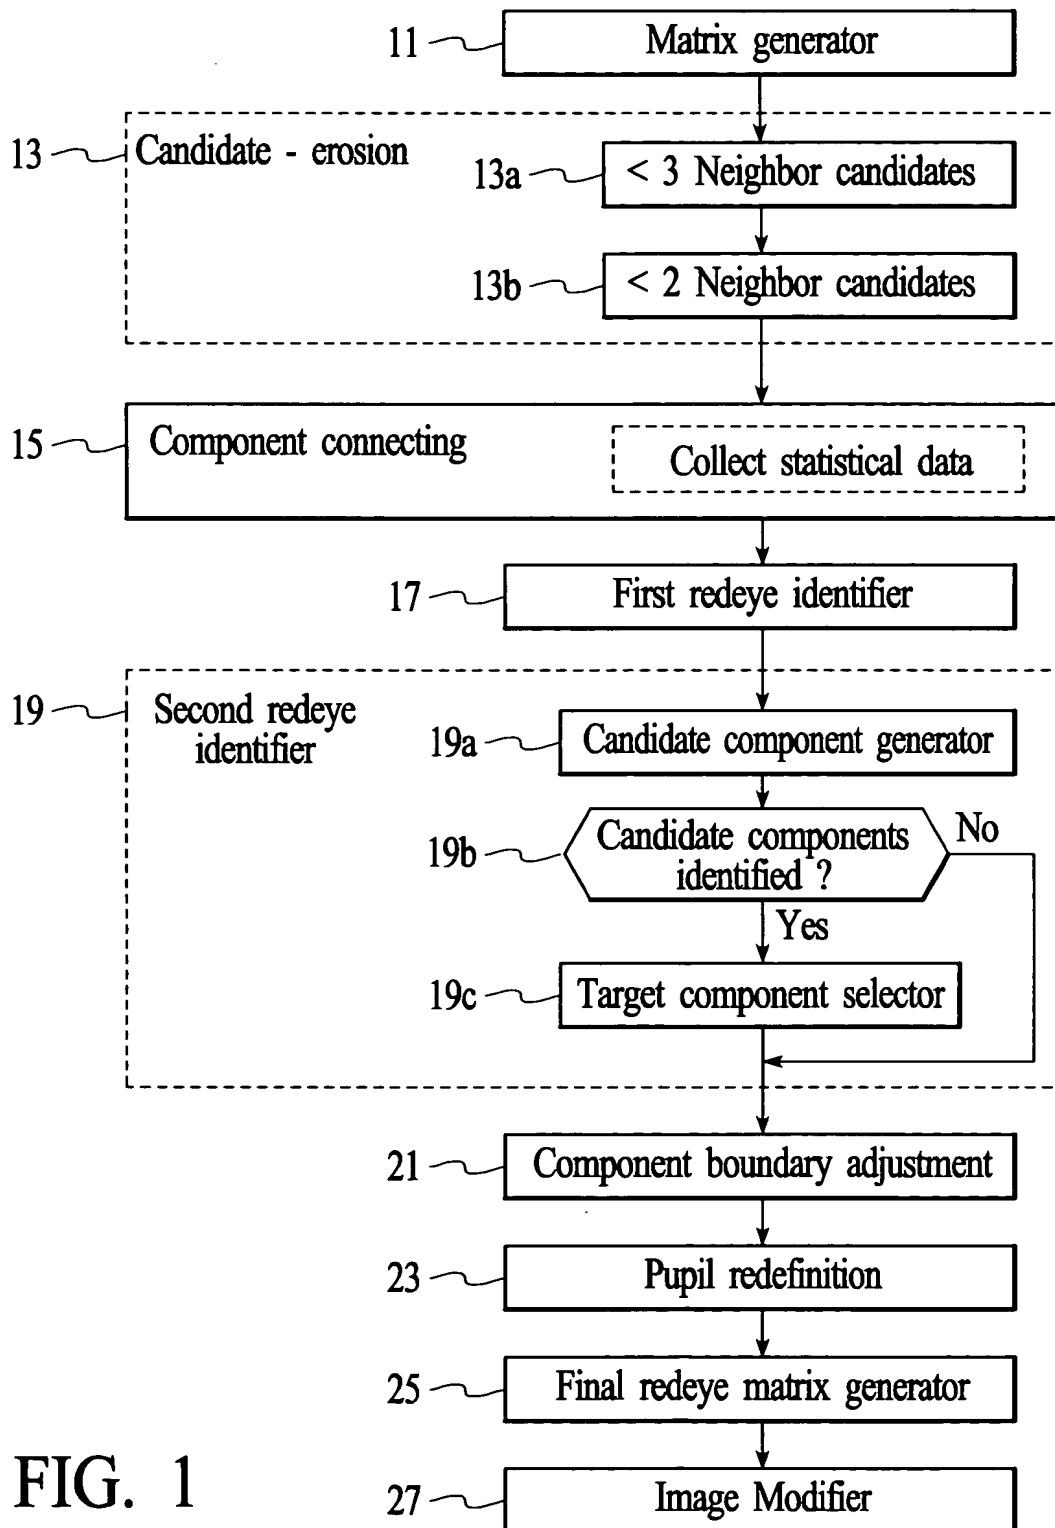 11 Matrix generator
13 Candidate - erosion
13a < 3 Neighbor candidates
13b < 2 Neighbor candidates
15 Component connecting
Collect statistical data
17 First redeye identifier
19 Second redeye
identifier
19a Candidate component generator
19b Candidate components
identified ?
No
Yes
19c Target component selector
21 Component boundary adjustment
23 Pupil redefinition
25 Final redeye matrix generator
27 Image Modifier
FIG. 1